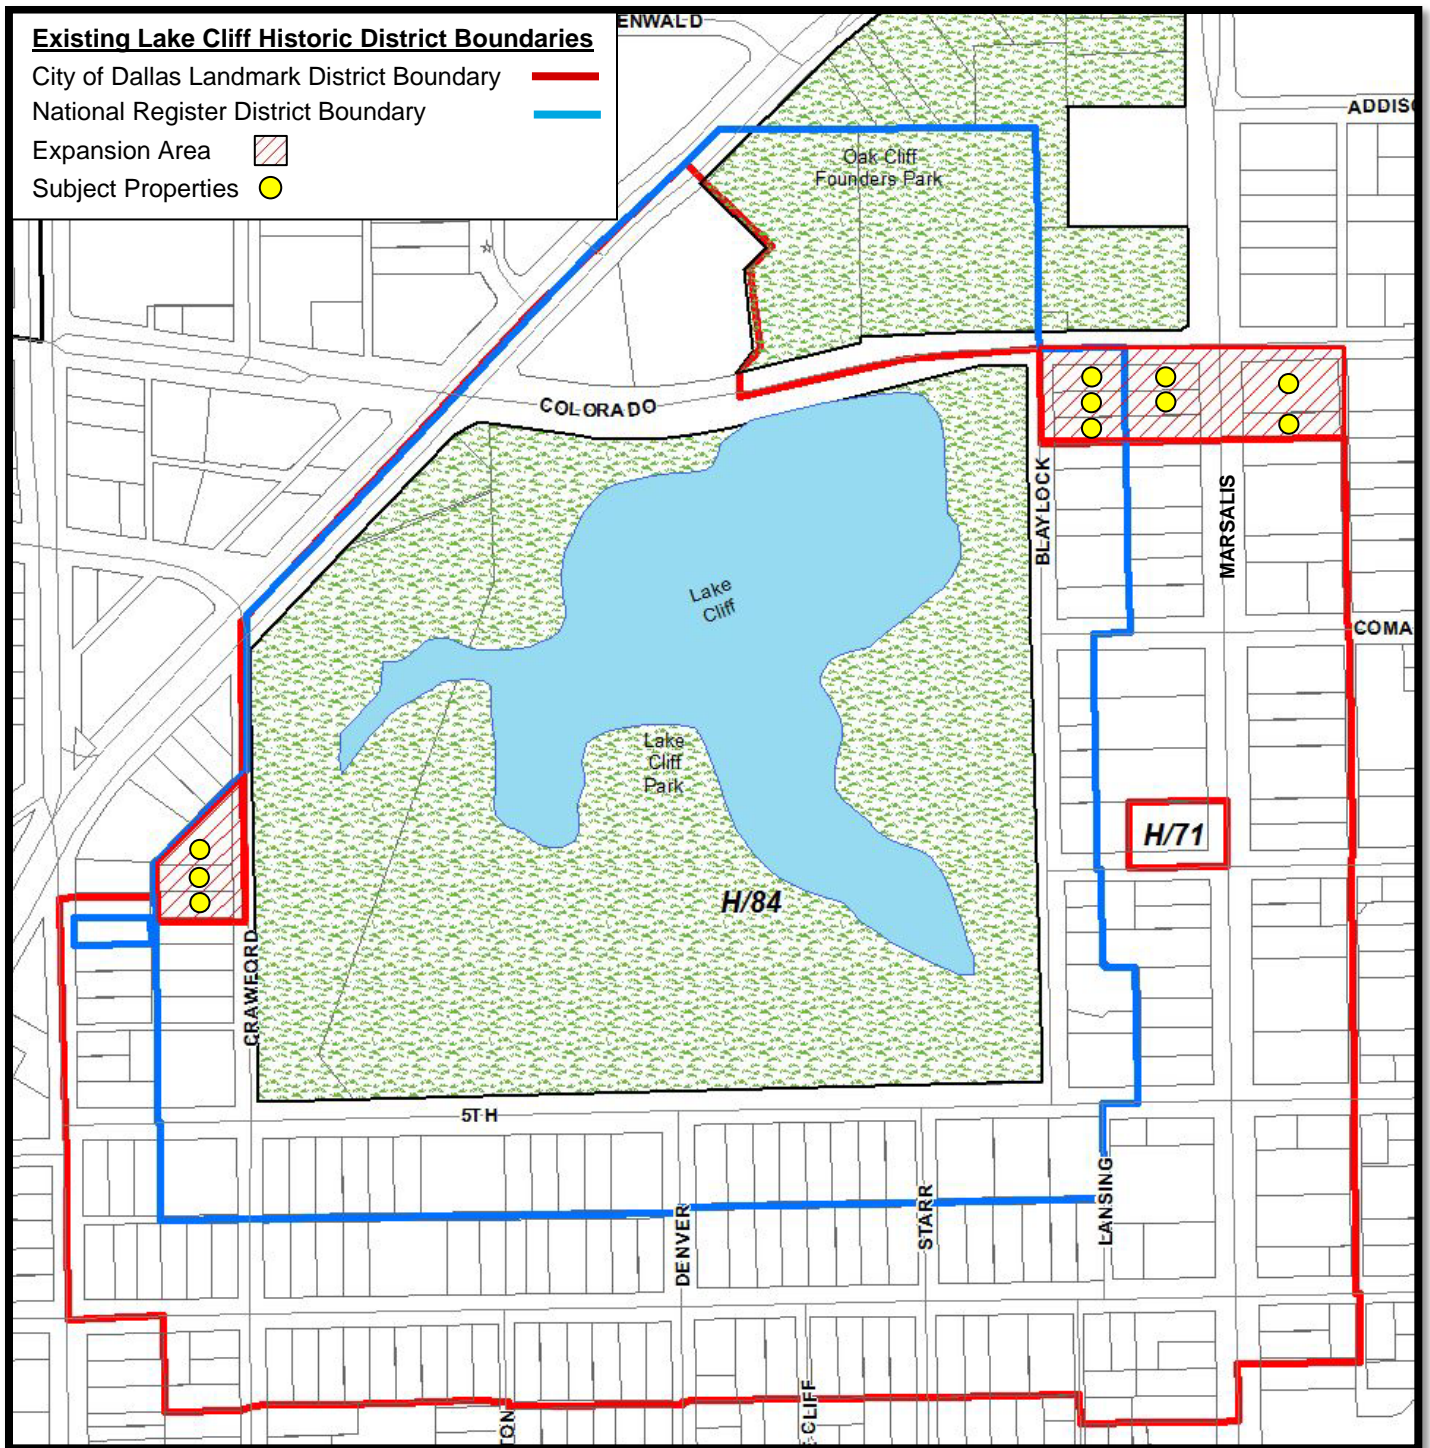 Existing Lake Cliff Historic District Boundaries
City of Dallas Landmark District Boundary
National Register District Boundary
Expansion Area
Subject Properties
ENWALD
ADDISO
Oak Cliff
Founders Park
COLORADO
BLAYLOCK
MARSALIS
Lake
Cliff
COMA
Lake
Cliff
Park
H/71
H/84
CRAWFORD
5TH
LANSING
STARR
DENVER
CLIFF
TON